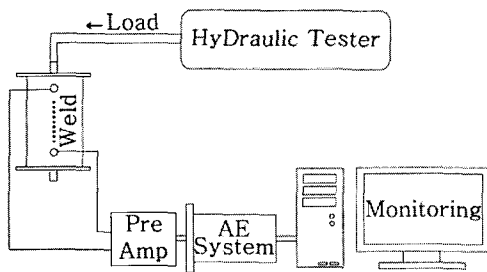 ←Load
HyDraulic Tester
Weld
Pre
Amp
AE
System
Monitoring